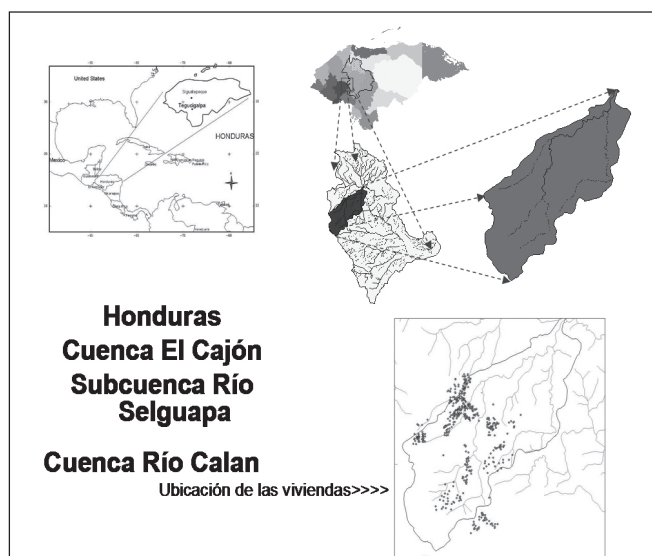 United States
Siguatepeque
Tegucigalpa
HONDURAS
Mexico
Honduras
Cuenca El Cajón
Subcuenca Río
Selguapa
Cuenca Río Calan
Ubicación de las viviendas>>>>